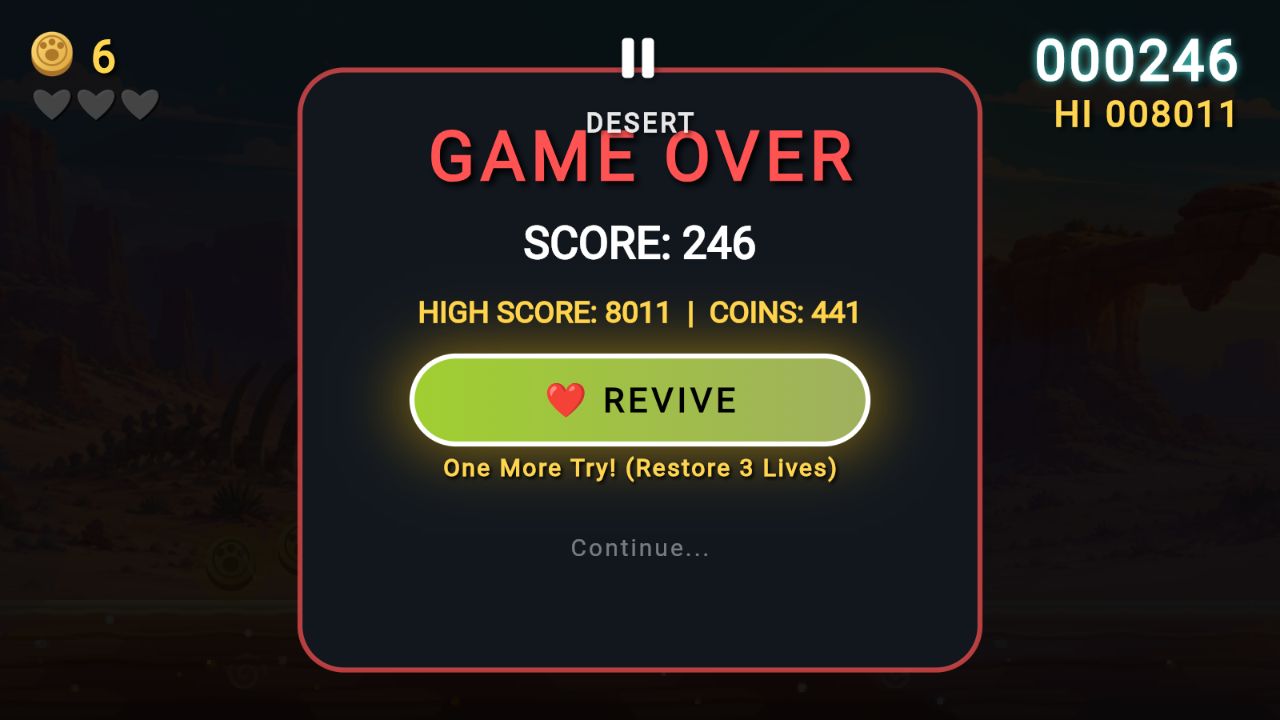 6
000246
HI 008011
DESERT
GAME OVER
SCORE: 246
HIGH SCORE: 8011 | COINS: 441
❤️ REVIVE
One More Try! (Restore 3 Lives)
Continue...